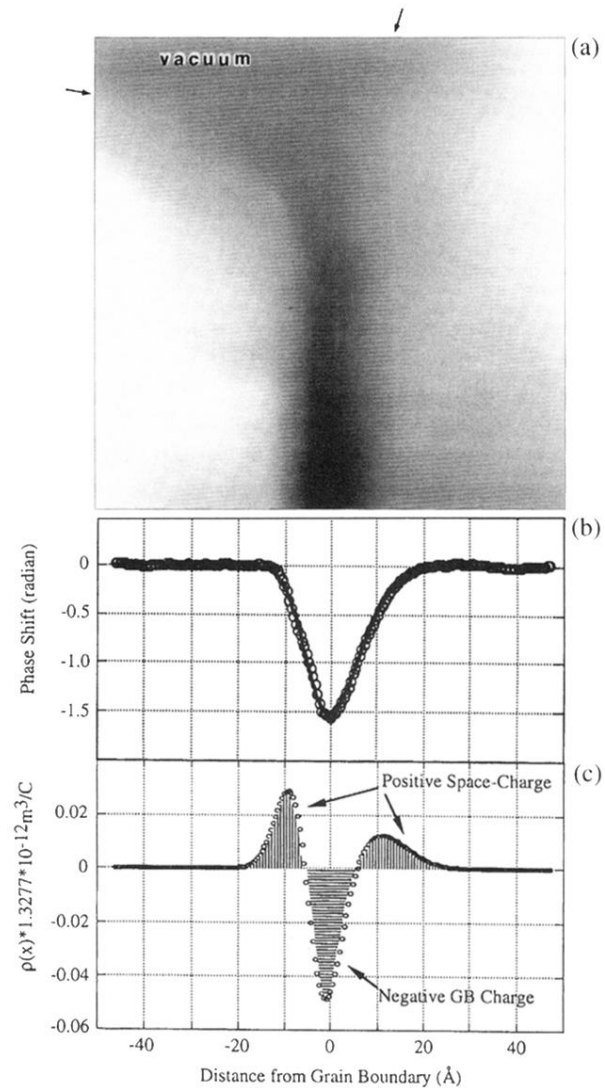 (a)
vacuum
(b)
Phase Shift (radian)
0
-0.5
-1.0
-1.5
(c)
Positive Space-Charge
Negative GB Charge
ρ(x)*1.3277*10⁻¹²m³/C
0.02
0
-0.02
-0.04
-0.06
-40 -20 0 20 40
Distance from Grain Boundary (Å)